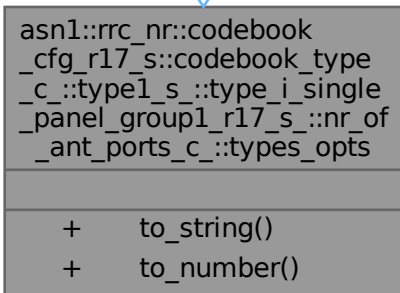 asn1::rrc_nr::codebook
_cfg_r17_s::codebook_type
_c_::type1_s_::type_i_single
_panel_group1_r17_s_::nr_of
_ant_ports_c_::types_opts
+ to_string()
+ to_number()